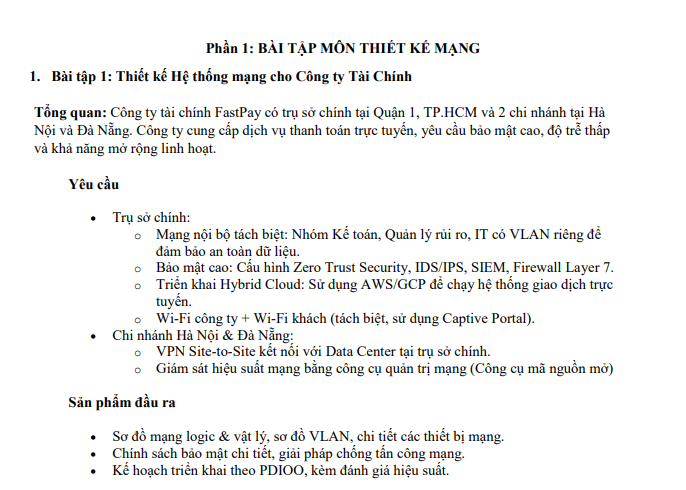 Phần 1: BÀI TẬP MÔN THIẾT KẾ MẠNG
1. Bài tập 1: Thiết kế Hệ thống mạng cho Công ty Tài Chính
Tổng quan: Công ty tài chính FastPay có trụ sở chính tại Quận 1, TP.HCM và 2 chi nhánh tại Hà
Nội và Đà Nẵng. Công ty cung cấp dịch vụ thanh toán trực tuyến, yêu cầu bảo mật cao, độ trễ thấp
và khả năng mở rộng linh hoạt.
Yêu cầu
• Trụ sở chính:
o Mạng nội bộ tách biệt: Nhóm Kế toán, Quản lý rủi ro, IT có VLAN riêng để
đảm bảo an toàn dữ liệu.
o Bảo mật cao: Cấu hình Zero Trust Security, IDS/IPS, SIEM, Firewall Layer 7.
o Triển khai Hybrid Cloud: Sử dụng AWS/GCP để chạy hệ thống giao dịch trực
tuyến.
o Wi-Fi công ty + Wi-Fi khách (tách biệt, sử dụng Captive Portal).
• Chi nhánh Hà Nội & Đà Nẵng:
o VPN Site-to-Site kết nối với Data Center tại trụ sở chính.
o Giám sát hiệu suất mạng bằng công cụ quản trị mạng (Công cụ mã nguồn mở)
Sản phẩm đầu ra
• Sơ đồ mạng logic & vật lý, sơ đồ VLAN, chi tiết các thiết bị mạng.
• Chính sách bảo mật chi tiết, giải pháp chống tấn công mạng.
• Kế hoạch triển khai theo PDIOO, kèm đánh giá hiệu suất.